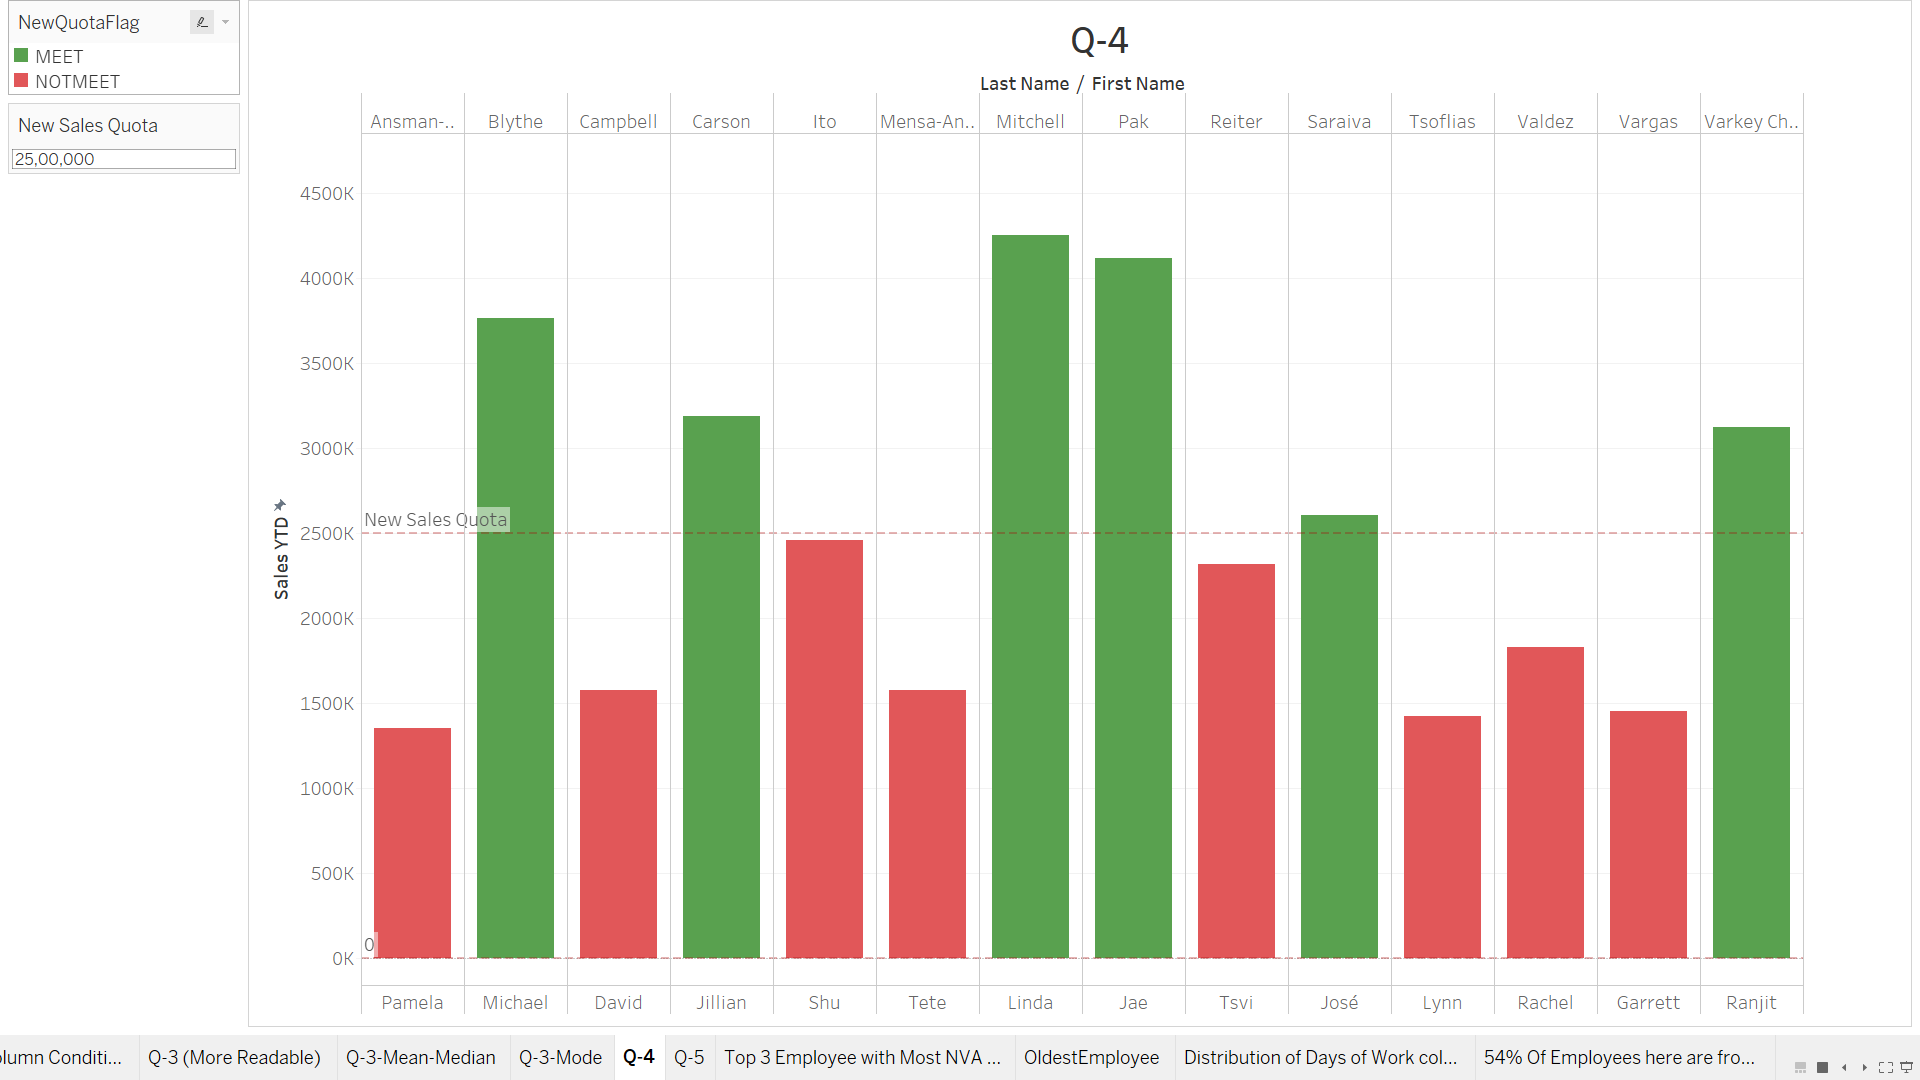 NewQuotaFlag
MEET
NOTMEET
New Sales Quota
25,00,000
Q-4
Last Name / First Name
Ansman-.. Blythe Campbell Carson Ito Mensa-An.. Mitchell Pak Reiter Saraiva Tsoflias Valdez Vargas Varkey Ch..
4500K
4000K
3500K
3000K
New Sales Quota
2500K
2000K
1500K
1000K
500K
0
0K
Sales YTD
Pamela Michael David Jillian Shu Tete Linda Jae Tsvi José Lynn Rachel Garrett Ranjit
olumn Conditi... Q-3 (More Readable) Q-3-Mean-Median Q-3-Mode Q-4 Q-5 Top 3 Employee with Most NVA ... OldestEmployee Distribution of Days of Work col... 54% Of Employees here are fro...